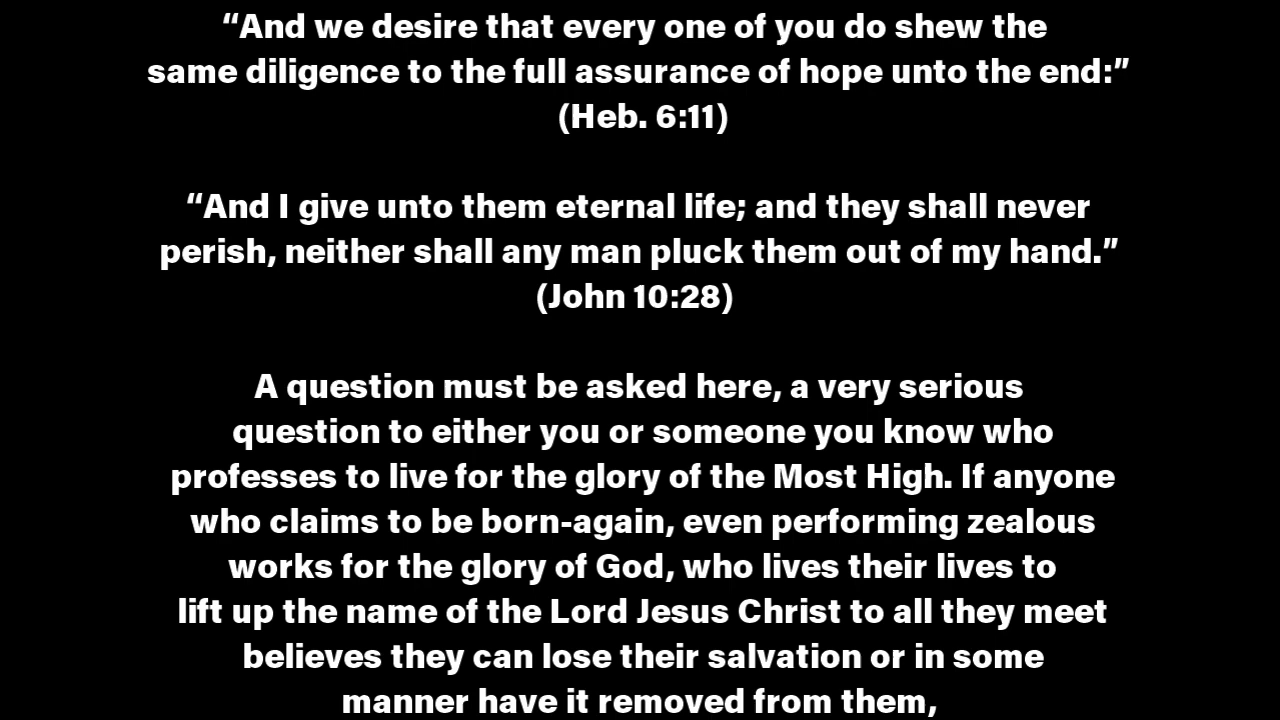 “And we desire that every one of you do shew the
same diligence to the full assurance of hope unto the end:”
(Heb. 6:11)
“And I give unto them eternal life; and they shall never
perish, neither shall any man pluck them out of my hand.”
(John 10:28)
A question must be asked here, a very serious
question to either you or someone you know who
professes to live for the glory of the Most High. If anyone
who claims to be born-again, even performing zealous
works for the glory of God, who lives their lives to
lift up the name of the Lord Jesus Christ to all they meet
believes they can lose their salvation or in some
manner have it removed from them,